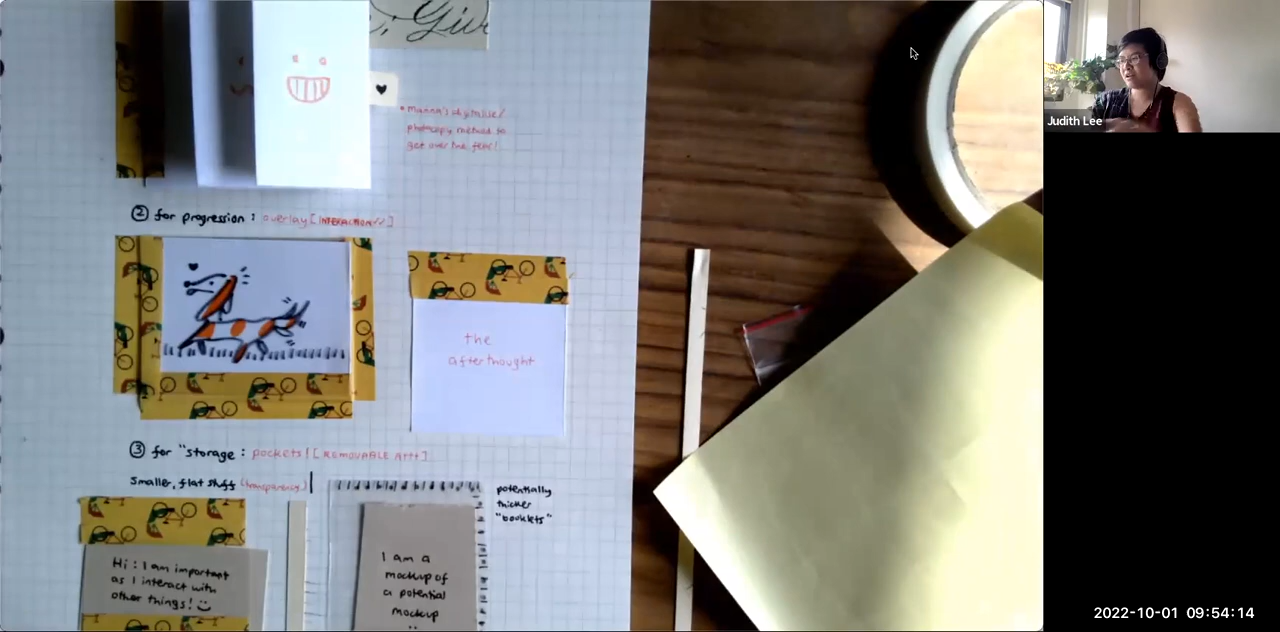 Giv
*Manna's digitalise/
photocopy method to
get over the fear!
② for progression : overlay [INTERACTION!!]
the
afterthought
③ for "storage : pockets! [REMOVABLE Art]
smaller, flat stuff (transparency)
potentially
thicker
"booklets"
Hi : I am important
as I interact with
other things!
I am a
mockup of
a potential
mockup
Judith Lee
2022-10-01 09:54:14